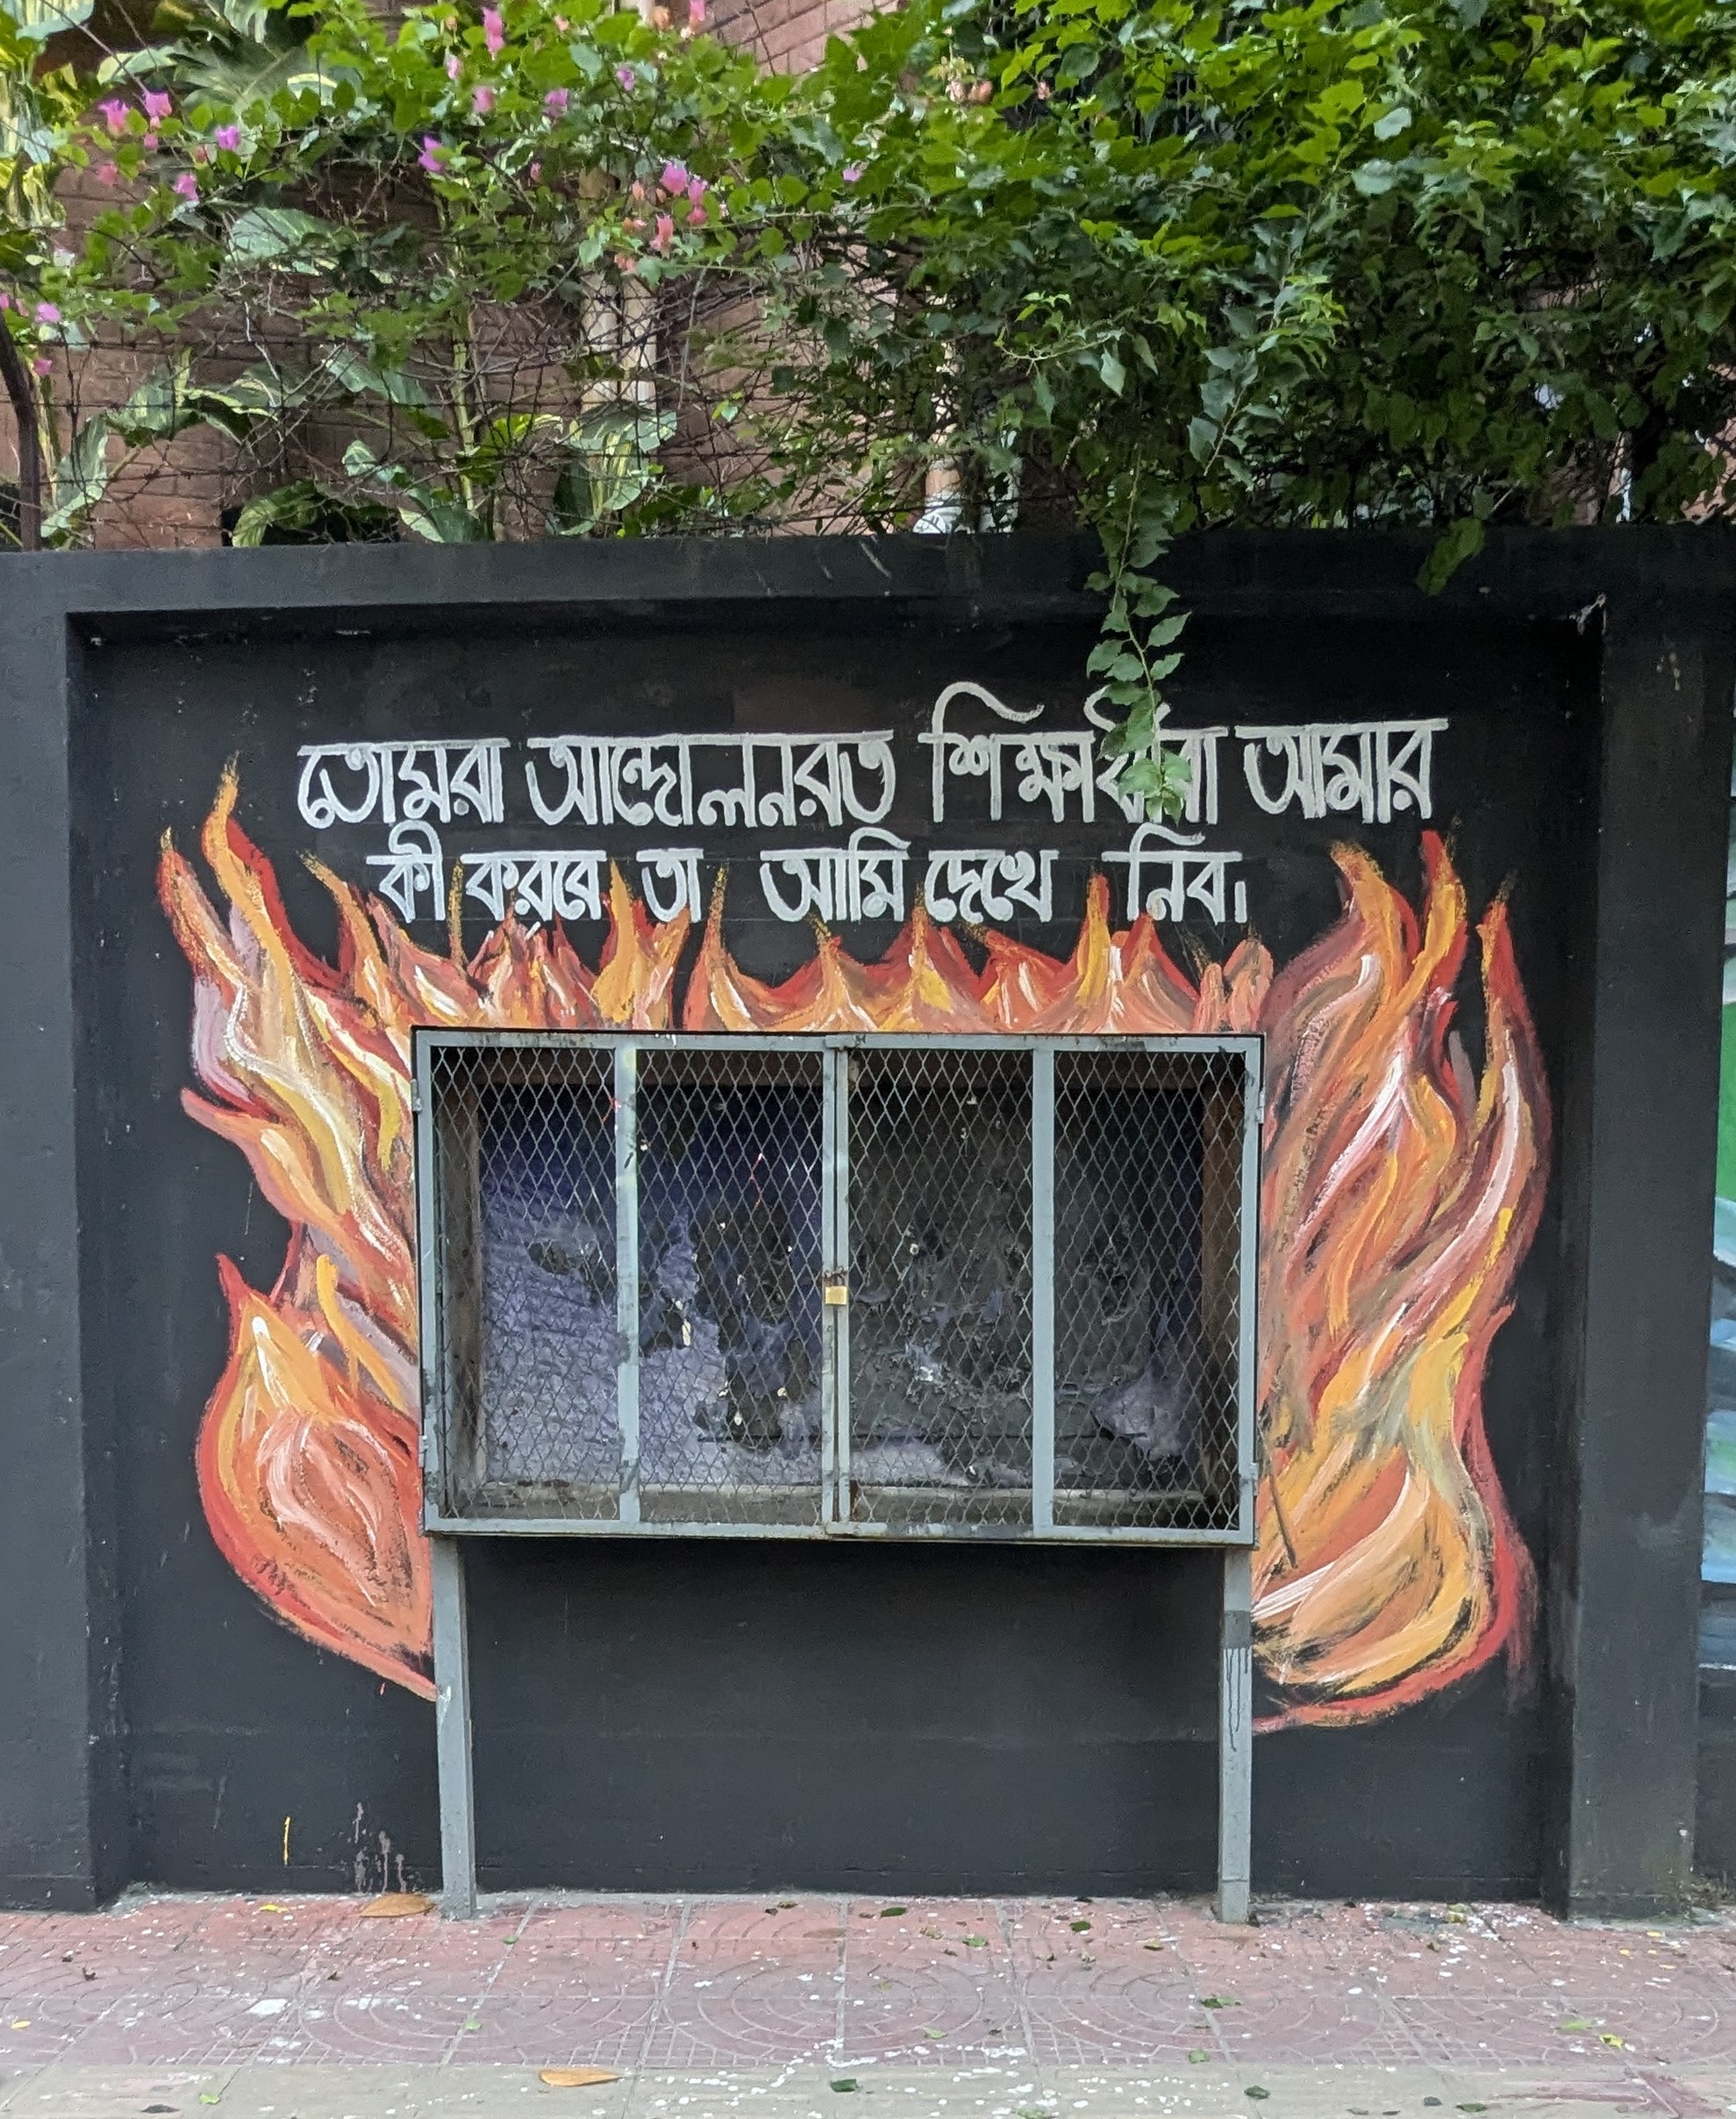 তোমরা আন্দোলনরত শিক্ষার্থীরা আমার
কী করবে তা আমি দেখে নিব।